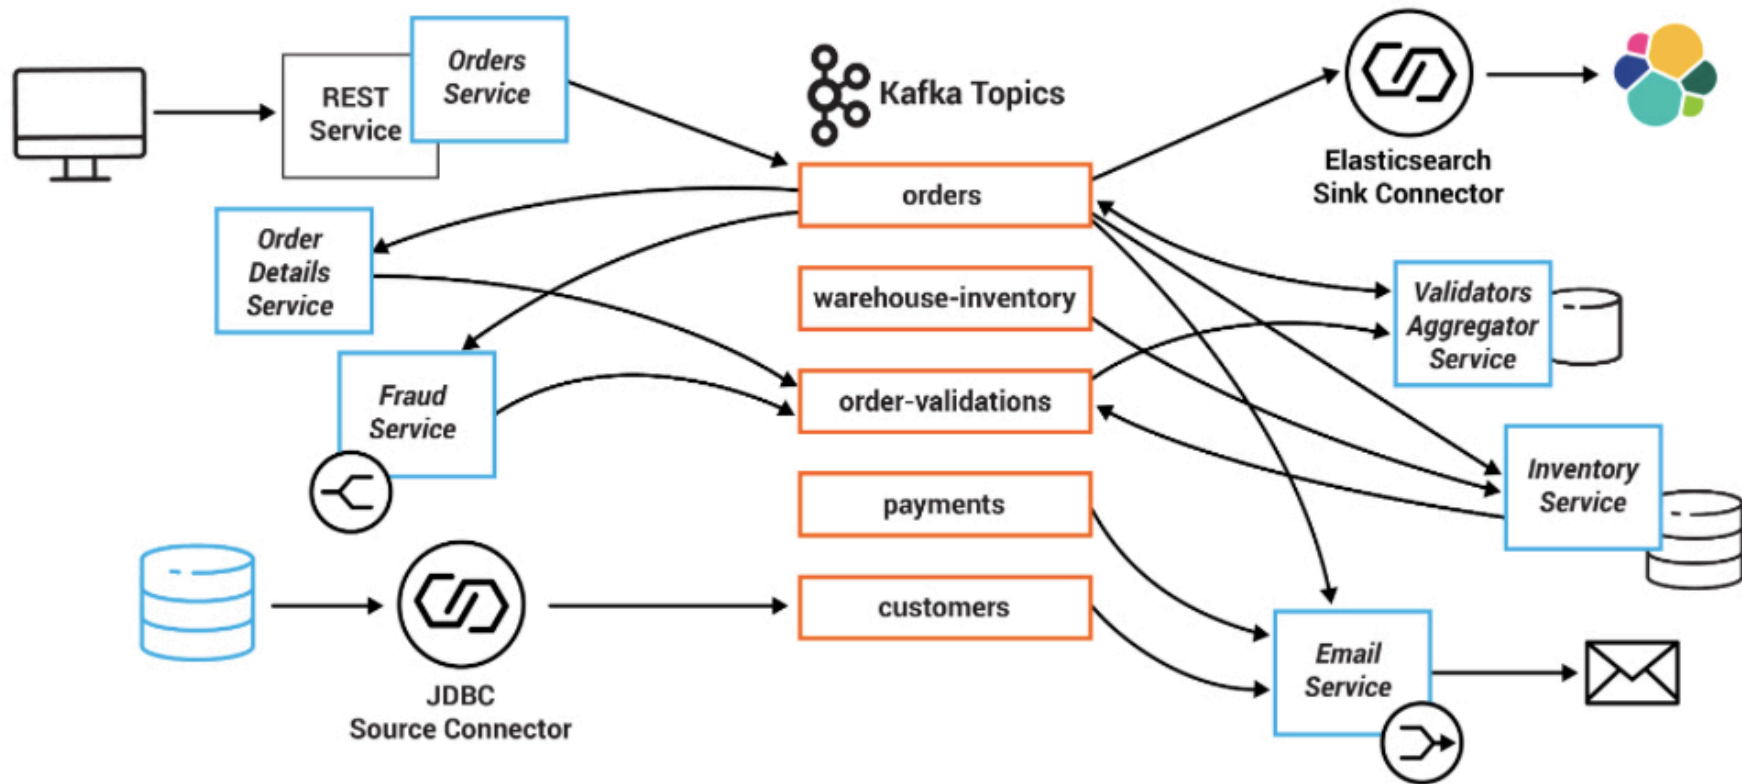 Orders
Service
REST
Service
Kafka Topics
Elasticsearch
Sink Connector
orders
Order
Details
Service
warehouse-inventory
Validators
Aggregator
Service
Fraud
Service
order-validations
Inventory
Service
payments
customers
JDBC
Source Connector
Email
Service